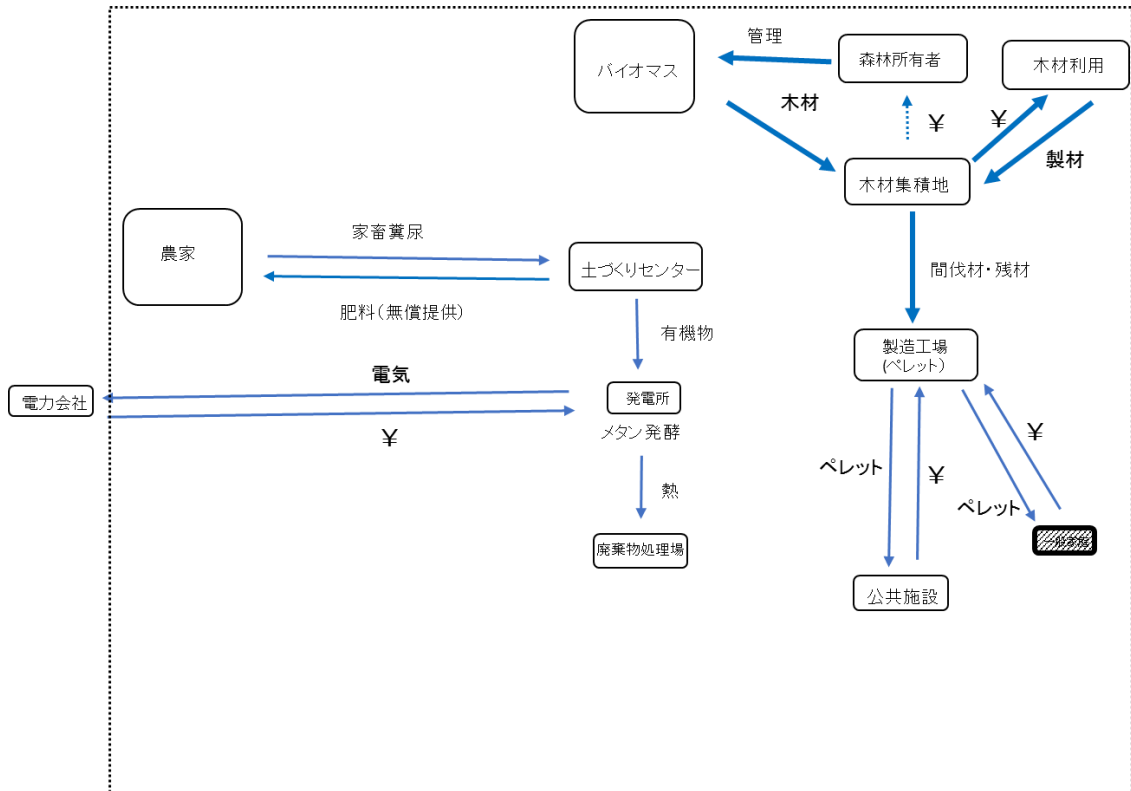 管理
森林所有者
木材利用
バイオマス
木材
¥
¥
製材
木材集積地
家畜糞尿
農家
土づくりセンター
間伐材・残材
肥料(無償提供)
有機物
製造工場
(ペレット)
電気
電力会社
発電所
¥
メタン発酵
¥
ペレット
¥
熱
ペレット
廃棄物処理場
一般家庭
公共施設